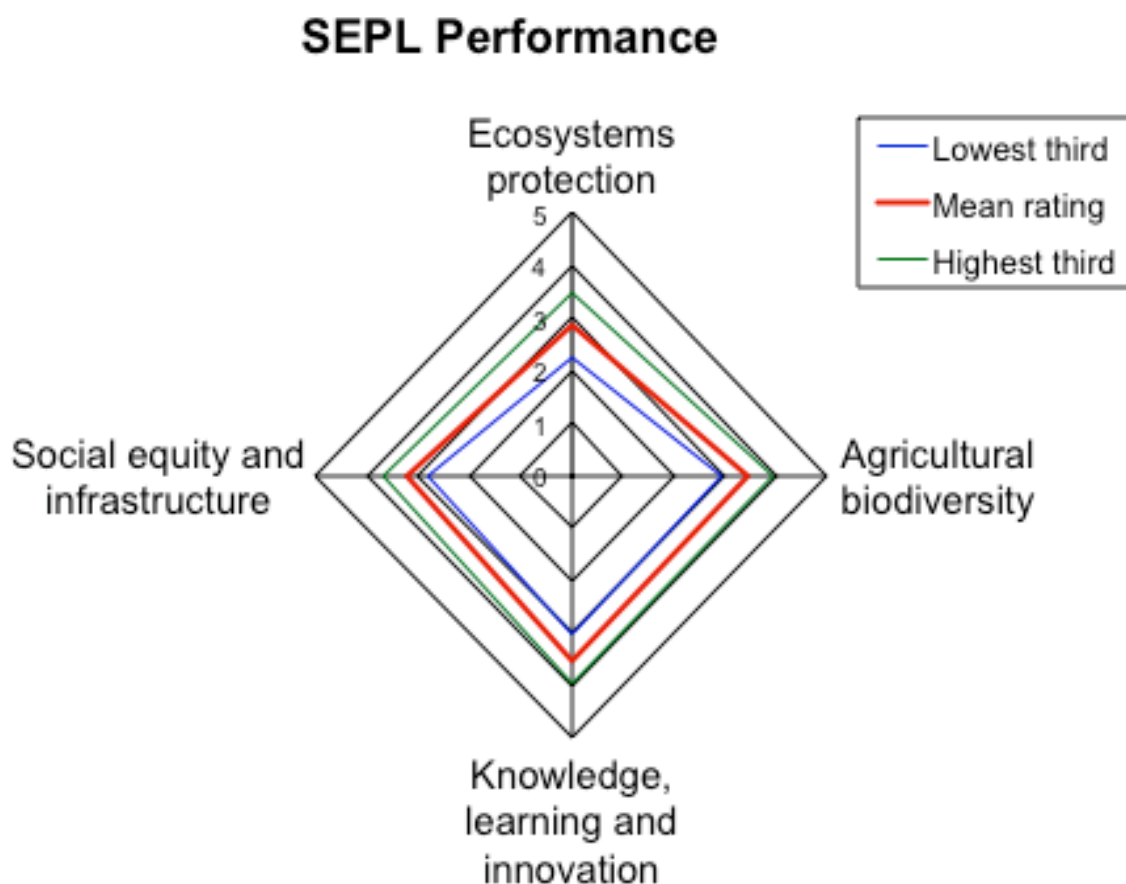 SEPL Performance
Ecosystems
protection
Lowest third
Mean rating
Highest third
5
4
3
2
1
0
Social equity and
infrastructure
Agricultural
biodiversity
Knowledge,
learning and
innovation